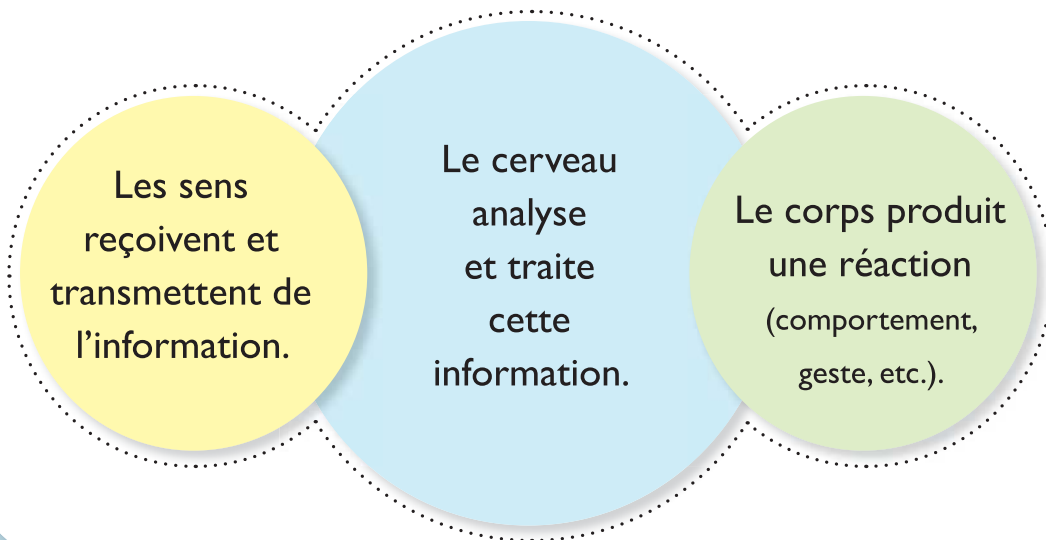 Les sens
reçoivent et
transmettent de
l’information.
Le cerveau
analyse
et traite
cette
information.
Le corps produit
une réaction
(comportement,
geste, etc.).